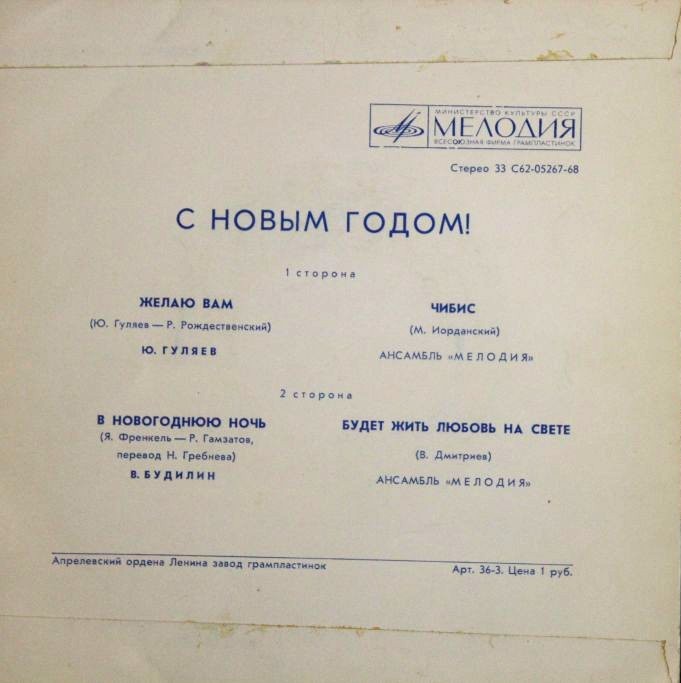 МИНИСТЕРСТВО КУЛЬТУРЫ СССР
МЕЛОДИЯ
ВСЕСОЮЗНАЯ ФИРМА ГРАМПЛАСТИНОК
Стерео 33 С62-05267-68
С НОВЫМ ГОДОМ!
1 сторона
ЖЕЛАЮ ВАМ
(Ю. Гуляев — Р. Рождественский)
Ю. ГУЛЯЕВ
ЧИБИС
(М. Иорданский)
АНСАМБЛЬ «МЕЛОДИЯ»
2 сторона
В НОВОГОДНЮЮ НОЧЬ
(Я. Френкель — Р. Гамзатов,
перевод Н. Гребнева)
В. БУДИЛИН
БУДЕТ ЖИТЬ ЛЮБОВЬ НА СВЕТЕ
(В. Дмитриев)
АНСАМБЛЬ «МЕЛОДИЯ»
Апрелевский ордена Ленина завод грампластинок
Арт. 36-3. Цена 1 руб.